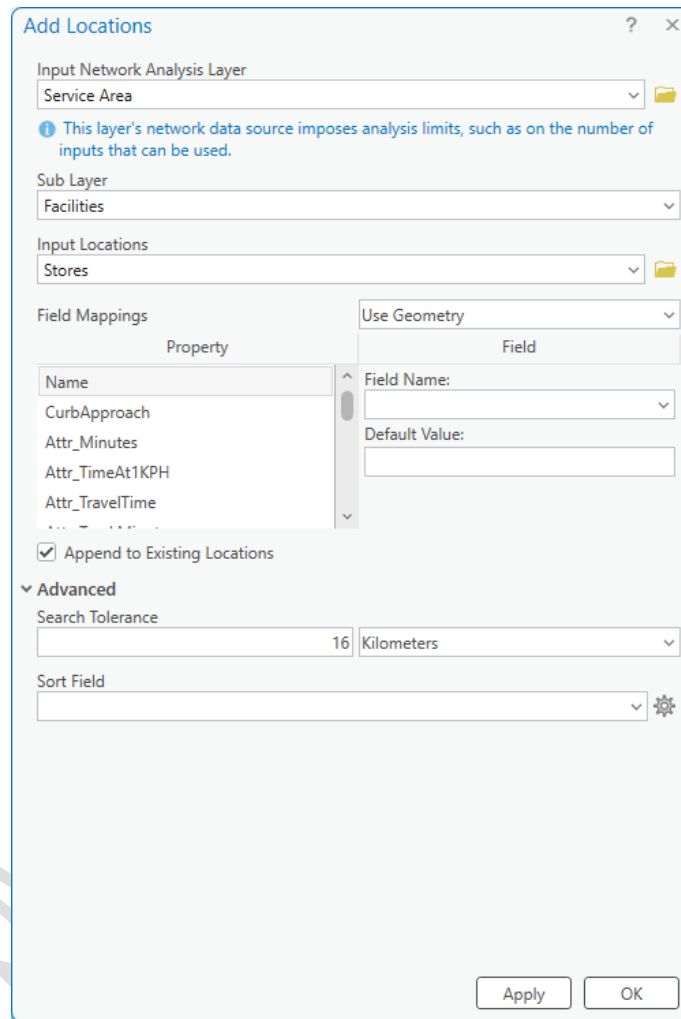 Add Locations
?
×
Input Network Analysis Layer
Service Area
This layer's network data source imposes analysis limits, such as on the number of
inputs that can be used.
Sub Layer
Facilities
Input Locations
Stores
Field Mappings
Use Geometry
Property
Field
Name
Field Name:
CurbApproach
Attr_Minutes
Default Value:
Attr_TimeAt1KPH
Attr_TravelTime
Append to Existing Locations
Advanced
Search Tolerance
16 Kilometers
Sort Field
Apply
OK